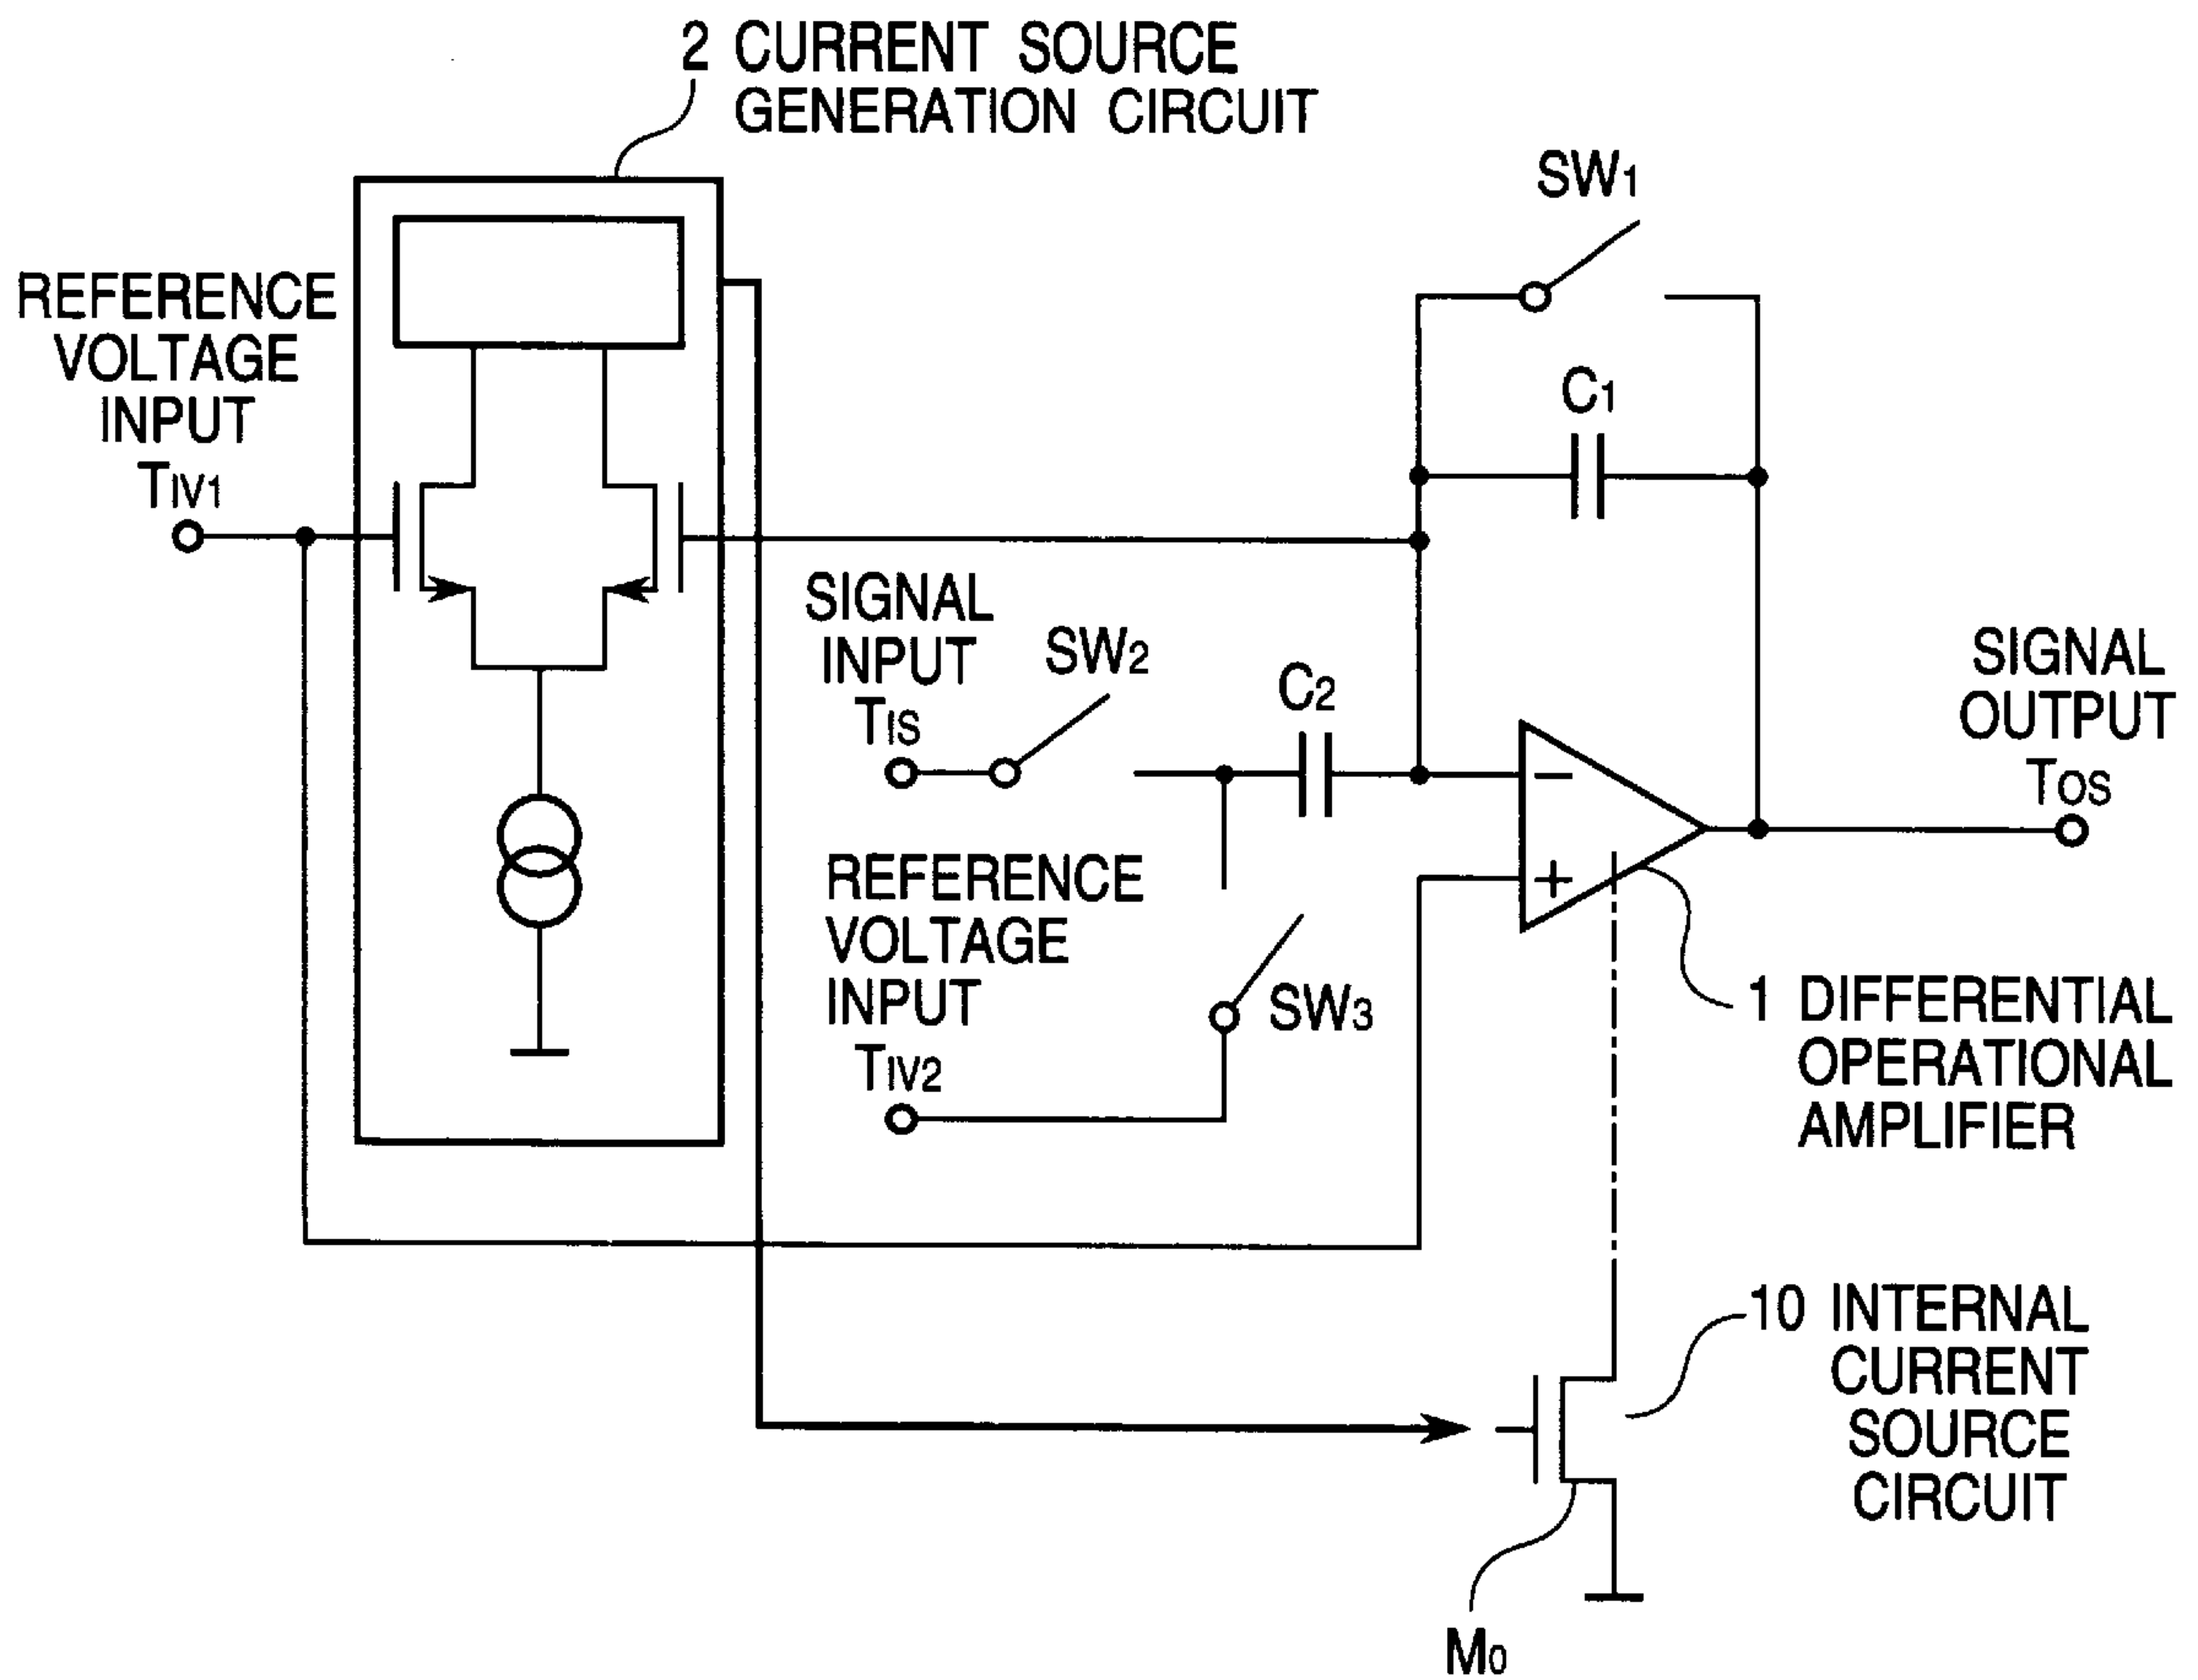 2 CURRENT SOURCE
GENERATION CIRCUIT
SW1
REFERENCE
VOLTAGE
INPUT
TIV1
C1
SIGNAL
INPUT
TIS
SW2
C2
SIGNAL
OUTPUT
TOS
−
+
REFERENCE
VOLTAGE
INPUT
TIV2
SW3
1 DIFFERENTIAL
OPERATIONAL
AMPLIFIER
10 INTERNAL
CURRENT
SOURCE
CIRCUIT
M0